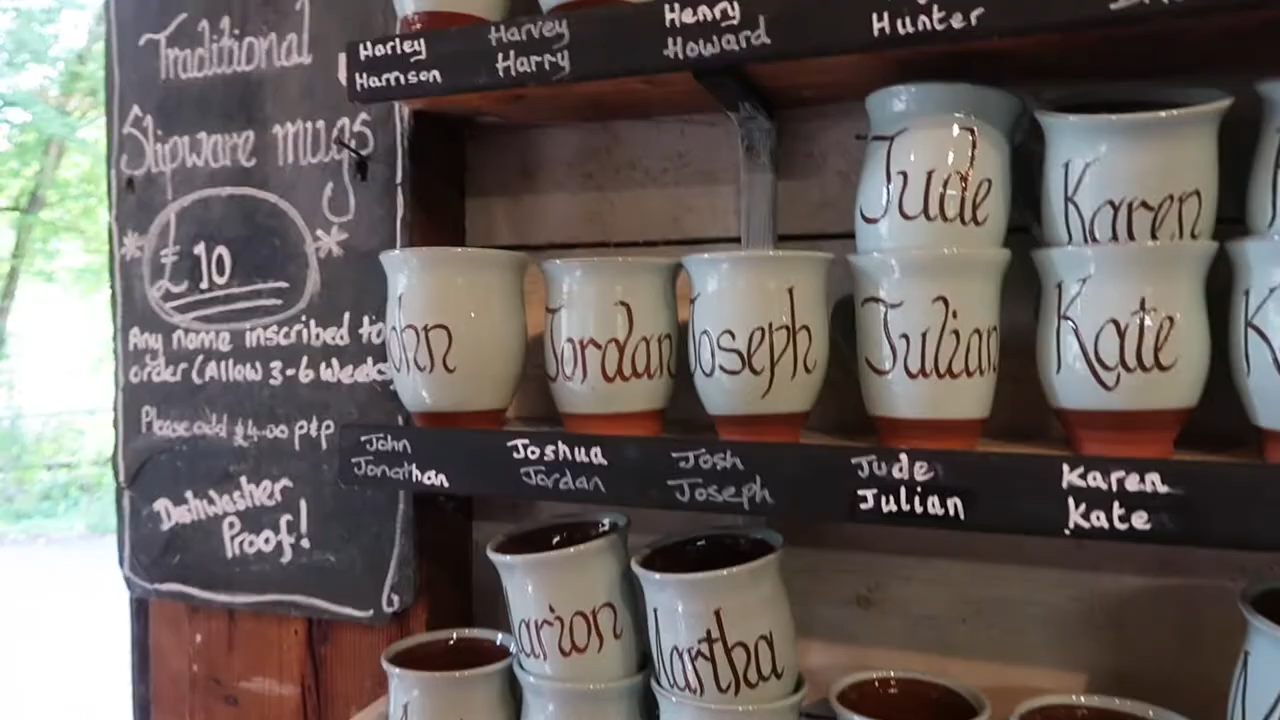 Traditional
Slipware mugs
£10
Any name inscribed to
order (Allow 3-6 weeks
Please add £4.00 p&p
Dishwasher
Proof!
Harley
Harrison
Harvey
Harry
Henry
Howard
Hunter
Jude
Karen
ohn
Jordan
Joseph
Julian
Kate
K
John
Jonathan
Joshua
Jordan
Josh
Joseph
Jude
Julian
Karen
Kate
arion
artha